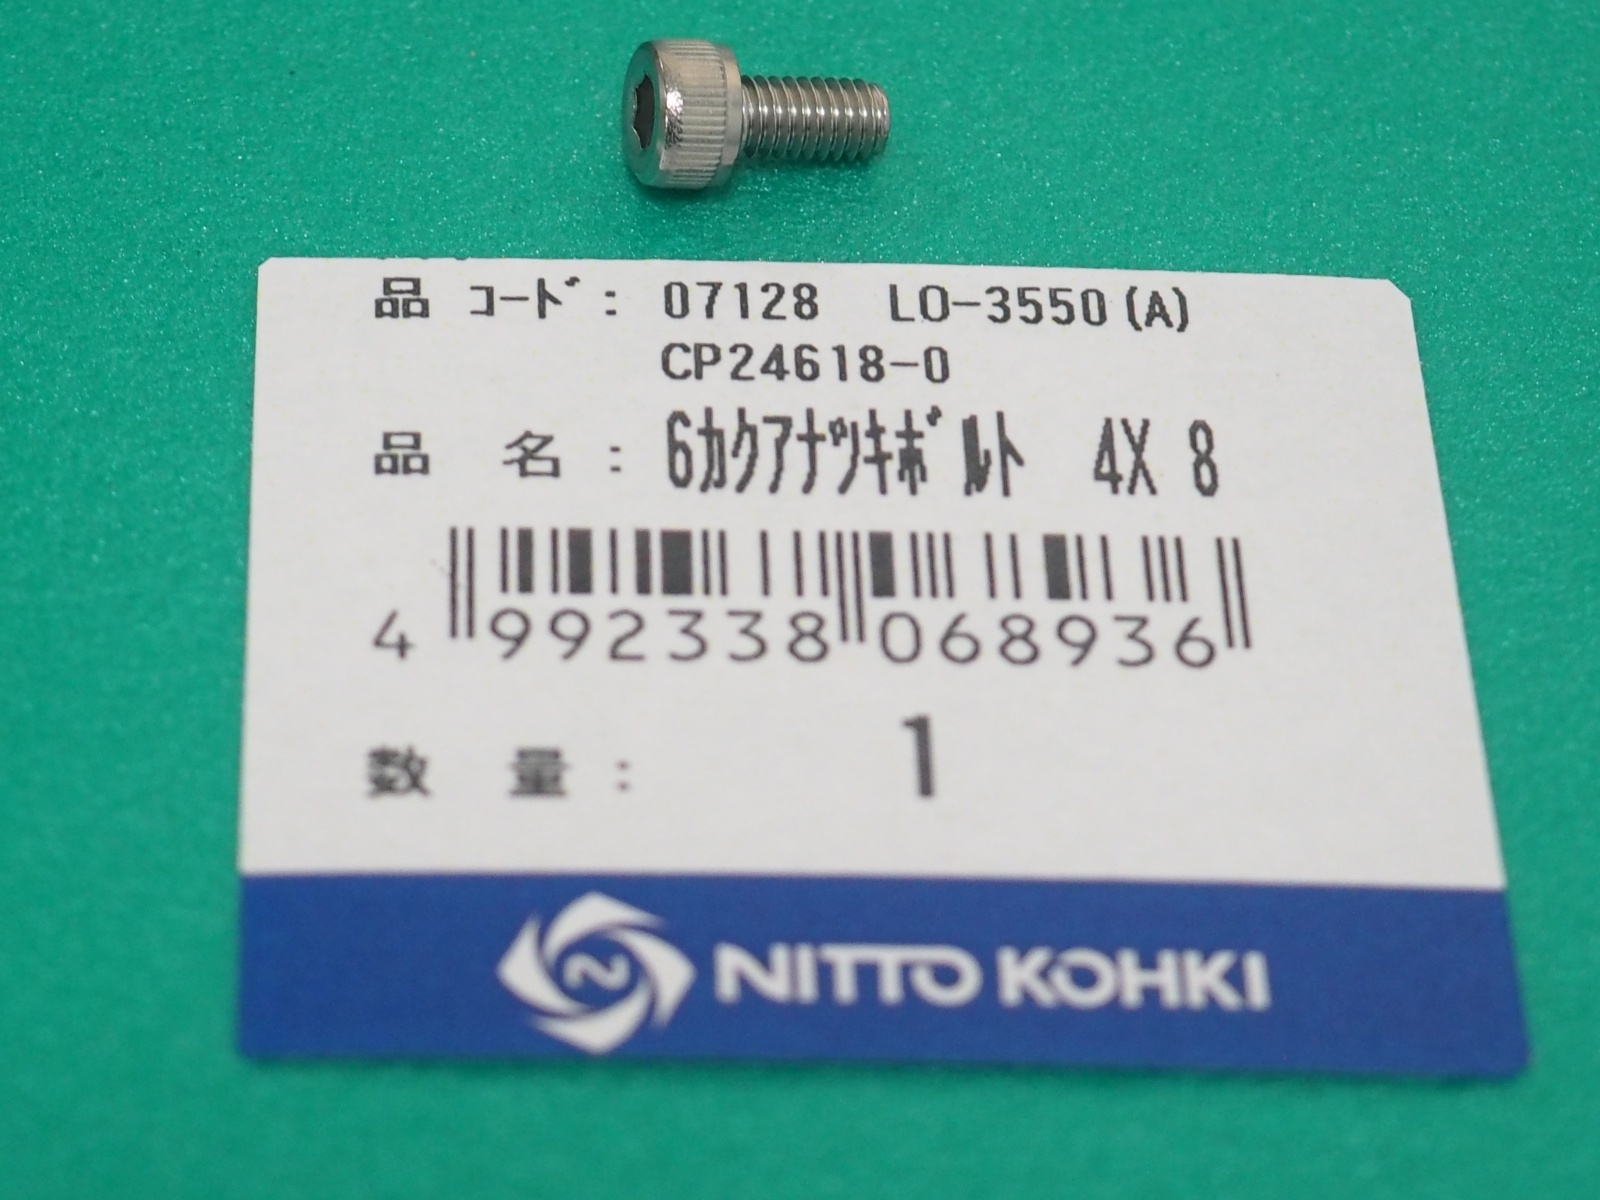 品 ｺｰﾄﾞ : 07128 LO-3550(A)
CP24618-0
品 名 : 6ｶｸｱﾅﾂｷﾎﾞﾙﾄ 4X 8
4 992338 068936
数 量 : 1
NITTO KOHKI